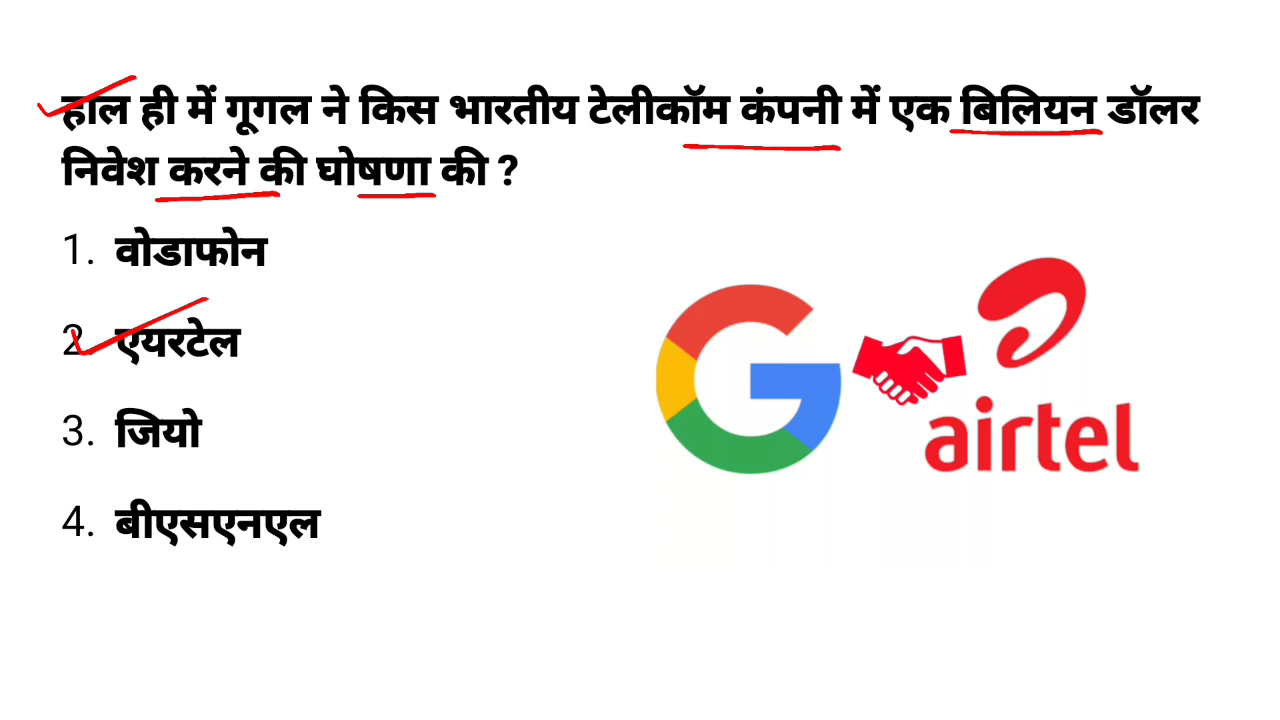 हाल ही में गूगल ने किस भारतीय टेलीकॉम कंपनी में एक बिलियन डॉलर
निवेश करने की घोषणा की ?
1. वोडाफोन
2. एयरटेल
3. जियो
4. बीएसएनएल
airtel